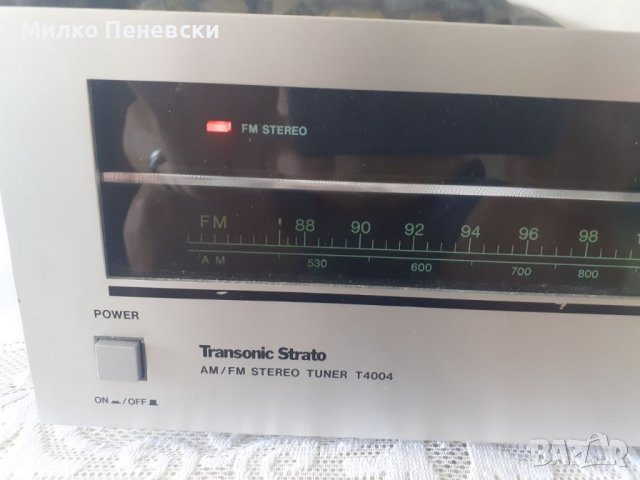 Милко Пеневски
FM STEREO
FM 88 90 92 94 96 98
AM 530 600 700 800
POWER
Transonic Strato
AM/FM STEREO TUNER T4004
ON / OFF
BAZAR